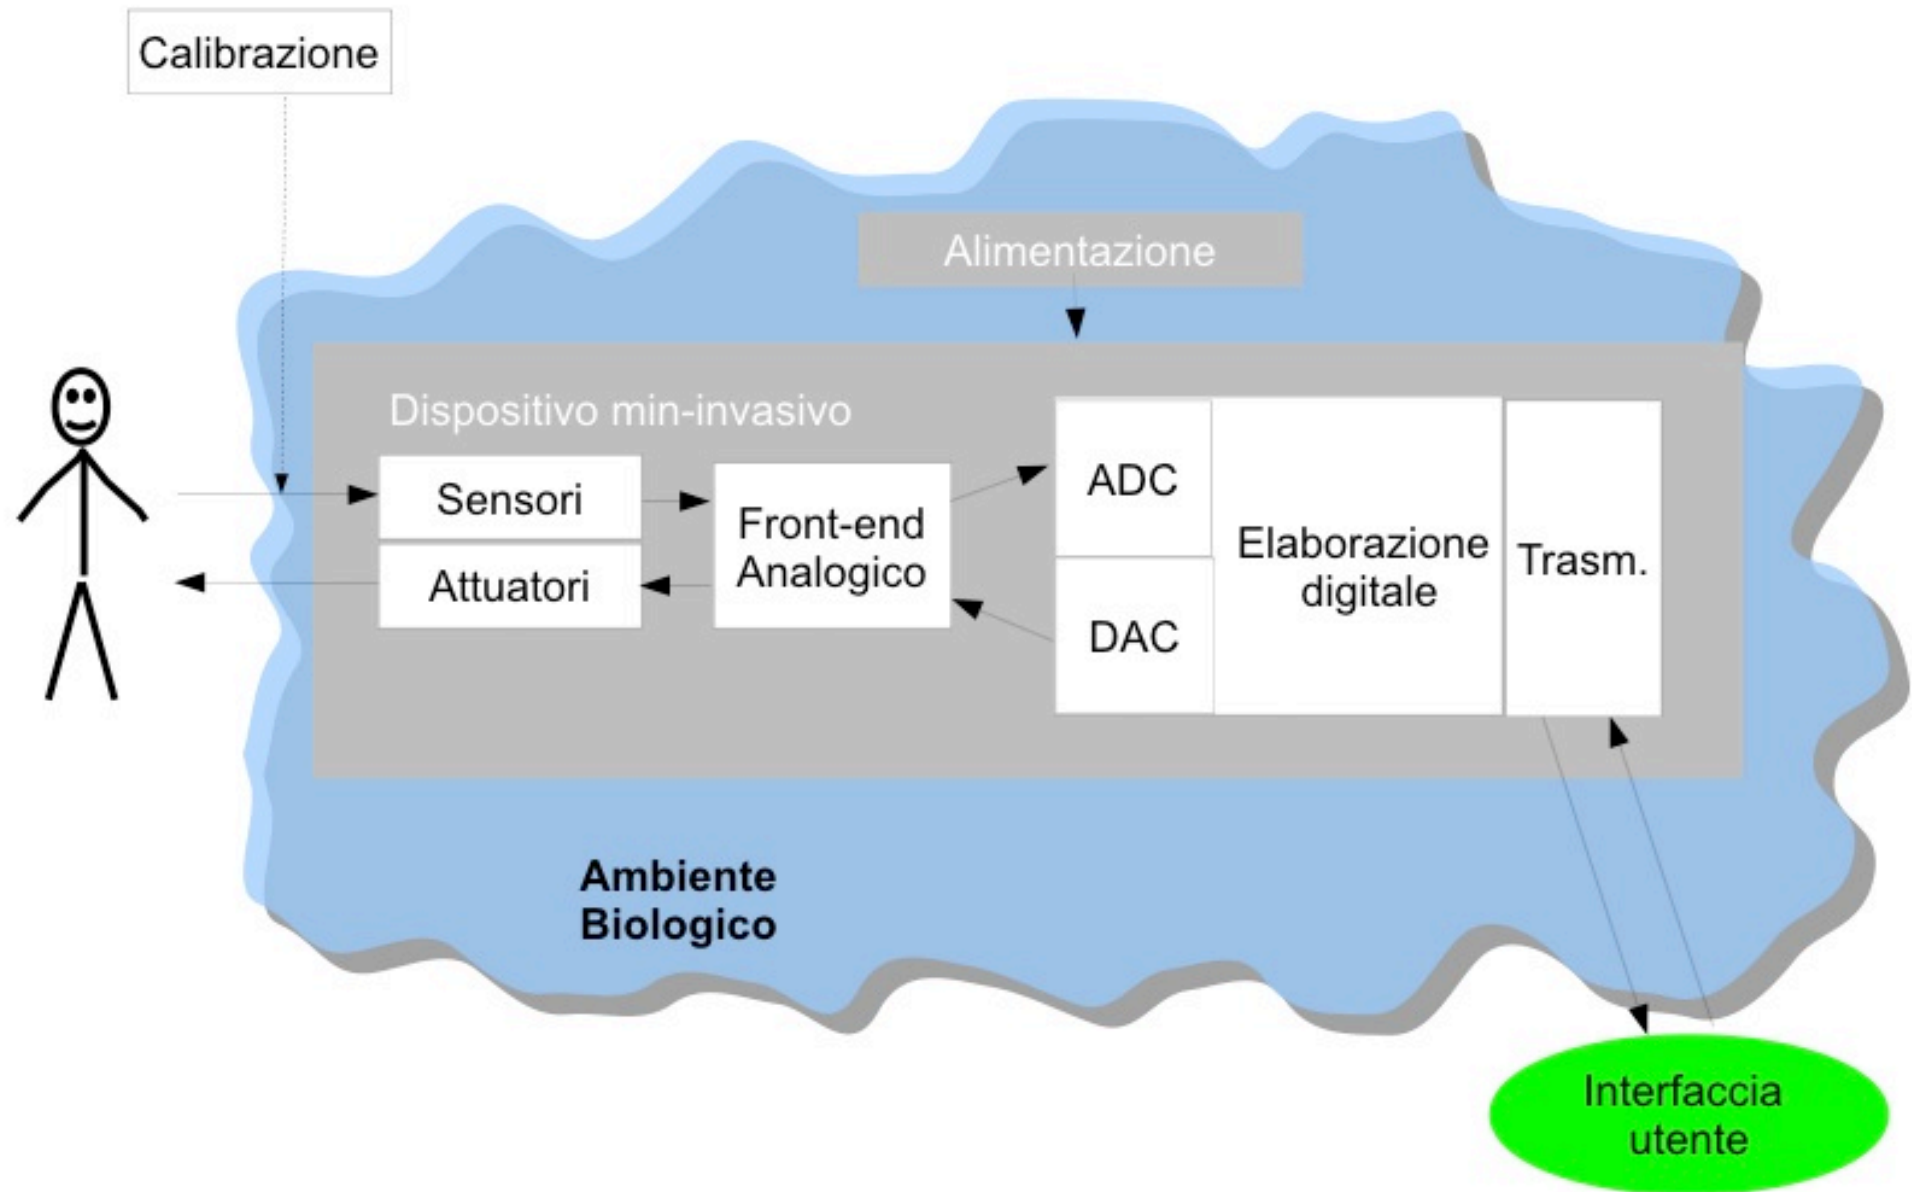 Calibrazione
Alimentazione
Dispositivo min-invasivo
Sensori
Attuatori
Front-end
Analogico
ADC
DAC
Elaborazione
digitale
Trasm.
Ambiente
Biologico
Interfaccia
utente